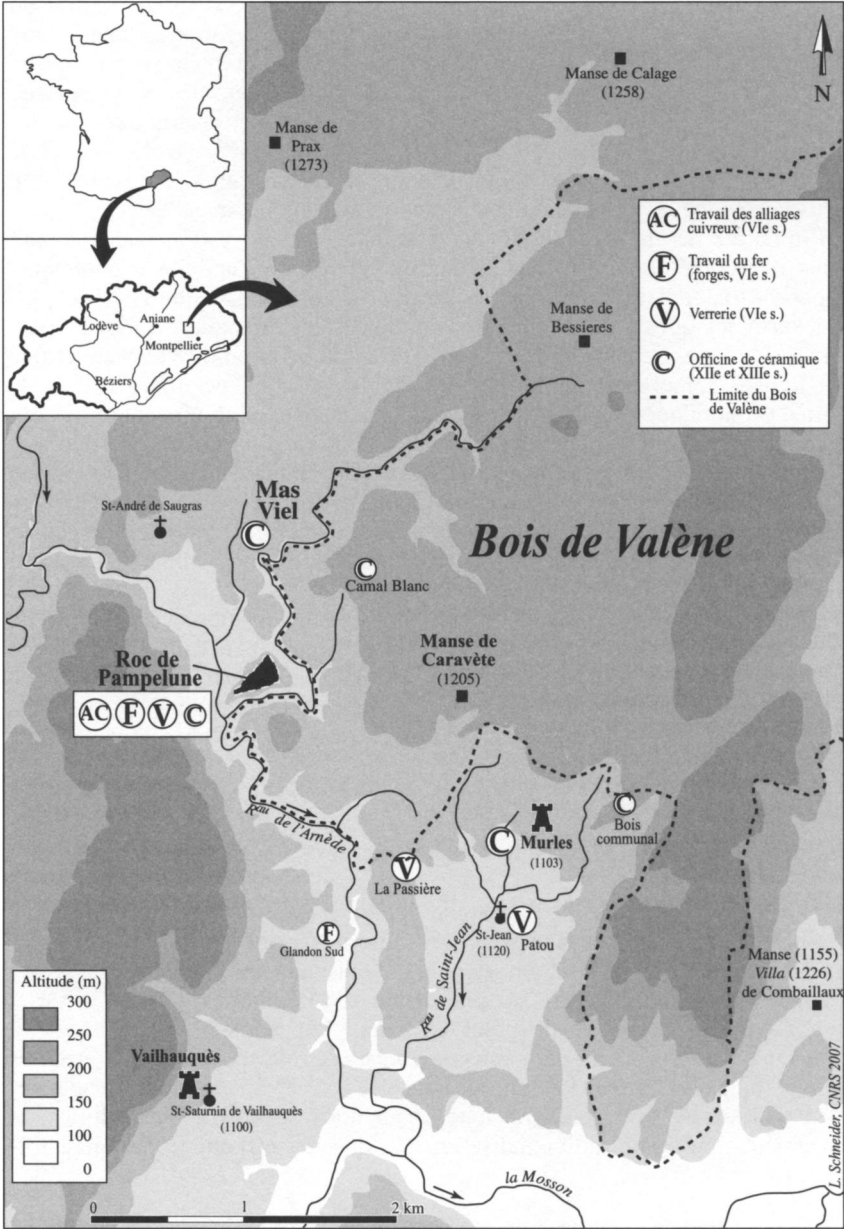 N
Manse de Calage
(1258)
Manse de
Prax
(1273)
Lodève
Aniane
Montpellier
Béziers
AC
Travail des alliages
cuivreux (VIe s.)
F
Travail du fer
(forges, VIe s.)
V
Verrerie (VIe s.)
C
Officine de céramique
(XIIe et XIIIe s.)
Limite du Bois
de Valène
Manse de
Bessieres
St-André de Saugras
Mas
Viel
C
Bois de Valène
C
Camal Blanc
Roc de
Pampelune
AC F V C
Manse de
Caravète
(1205)
Rau de l'Arnède
V
La Passière
C
Murles
(1103)
C
Bois
communal
F
Glandon Sud
St-Jean
(1120)
V
Patou
Rau de Saint-Jean
Manse (1155)
Villa (1226)
de Combaillaux
Altitude (m)
300
250
200
150
100
0
Vailhauquès
St-Saturnin de Vailhauquès
(1100)
la Mosson
0 1 2 km
L. Schneider, CNRS 2007